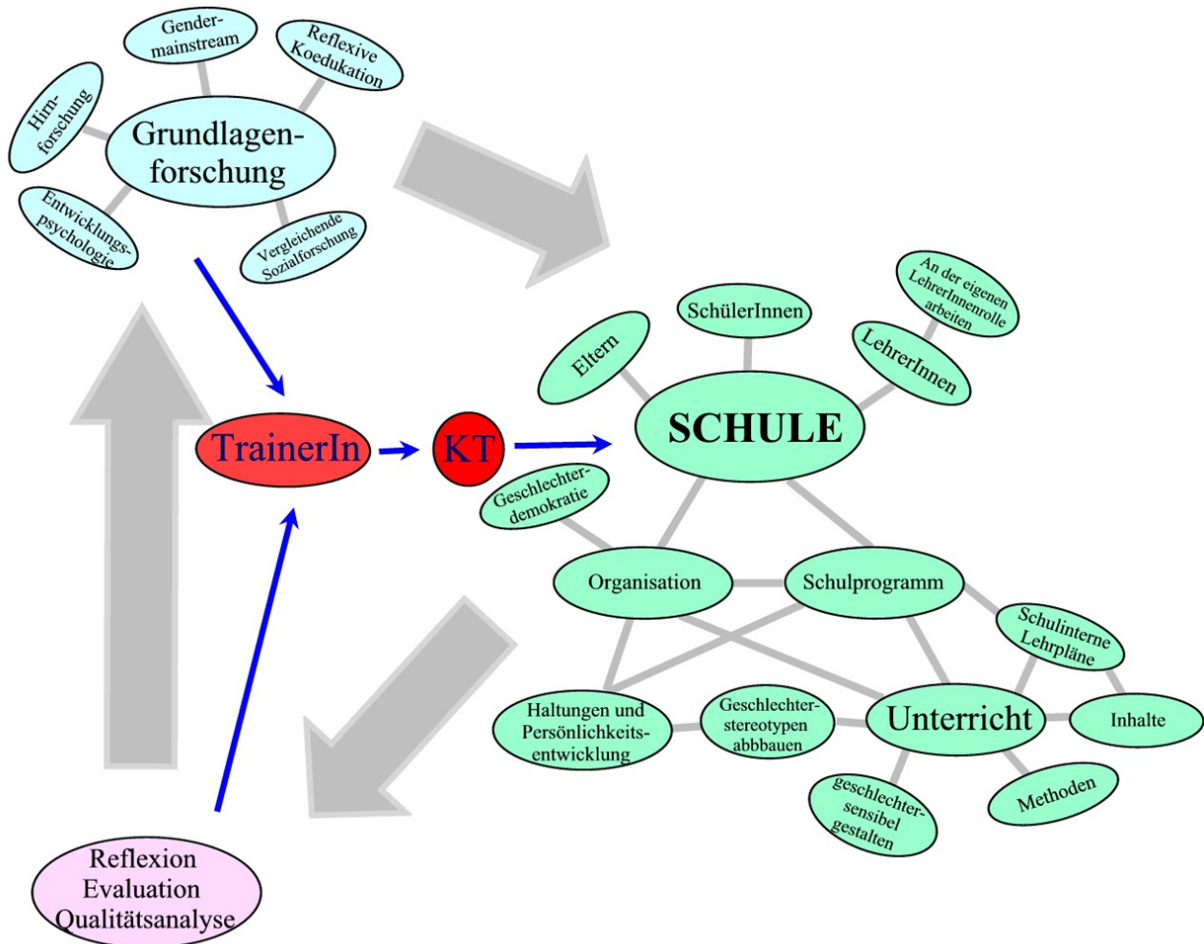 Gender-
mainstream
Reflexive
Koedukation
Hirn-
forschung
Grundlagen-
forschung
Entwicklungs-
psychologie
Vergleichende
Sozialforschung
An der eigenen
LehrerInnenrolle
arbeiten
SchülerInnen
Eltern
LehrerInnen
SCHULE
TrainerIn
KT
Geschlechter-
demokratie
Organisation
Schulprogramm
Schulinterne
Lehrpläne
Haltungen und
Persönlichkeits-
entwicklung
Geschlechter-
stereotypen
abbbauen
Unterricht
Inhalte
geschlechter-
sensibel
gestalten
Methoden
Reflexion
Evaluation
Qualitätsanalyse